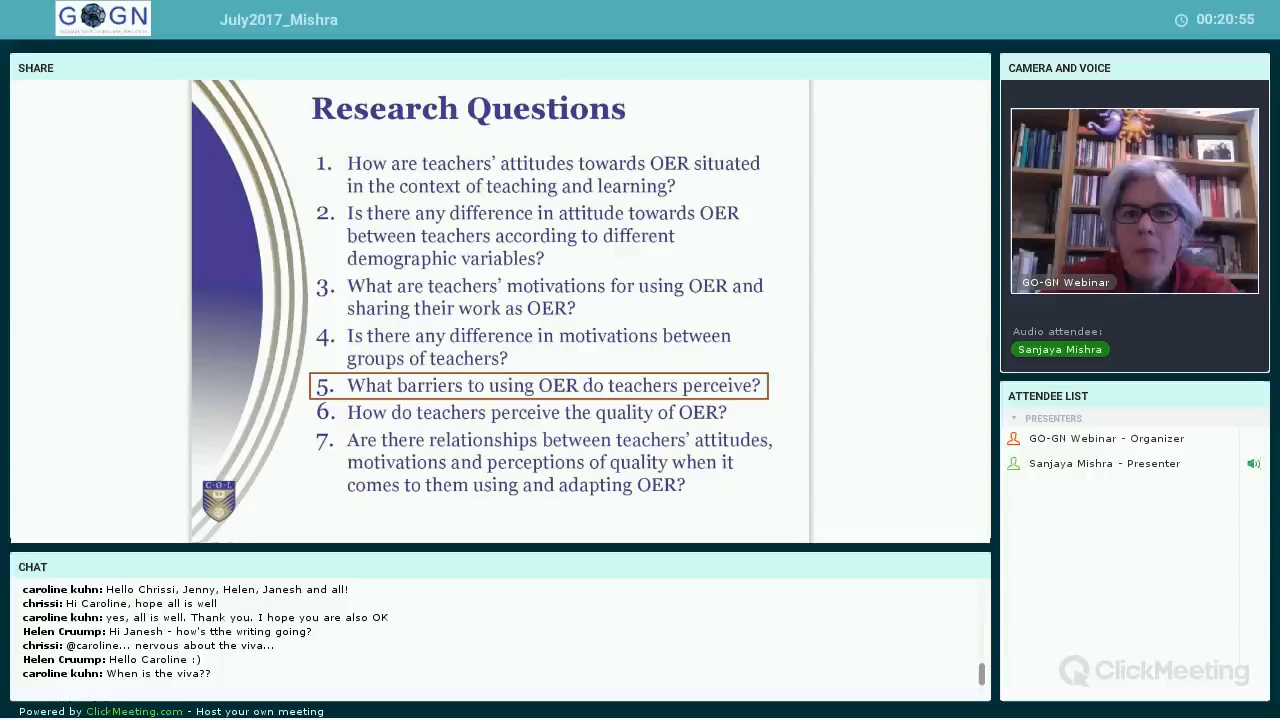 GO GN
July2017_Mishra
00:20:55
SHARE
Research Questions
1. How are teachers' attitudes towards OER situated
in the context of teaching and learning?
2. Is there any difference in attitude towards OER
between teachers according to different
demographic variables?
3. What are teachers' motivations for using OER and
sharing their work as OER?
4. Is there any difference in motivations between
groups of teachers?
5. What barriers to using OER do teachers perceive?
6. How do teachers perceive the quality of OER?
7. Are there relationships between teachers' attitudes,
motivations and perceptions of quality when it
comes to them using and adapting OER?
C·O·L
CAMERA AND VOICE
GO-GN Webinar
Audio attendee:
Sanjaya Mishra
ATTENDEE LIST
PRESENTERS
GO-GN Webinar - Organizer
Sanjaya Mishra - Presenter
CHAT
caroline kuhn: Hello Chrissi, Jenny, Helen, Janesh and all!
chrissi: Hi Caroline, hope all is well
caroline kuhn: yes, all is well. Thank you. I hope you are also OK
Helen Cruump: Hi Janesh - how's tthe writing going?
chrissi: @caroline... nervous about the viva...
Helen Cruump: Hello Caroline :)
caroline kuhn: When is the viva??
ClickMeeting
Powered by ClickMeeting.com - Host your own meeting